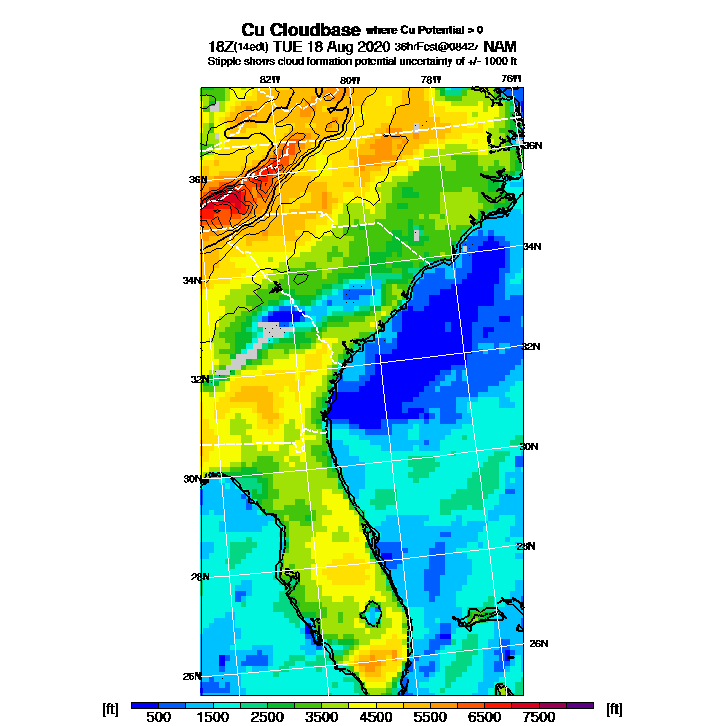 Cu Cloudbase where Cu Potential > 0
18Z(14edt) TUE 18 Aug 2020 36hrFcst@0842z NAM
Stipple shows cloud formation potential uncertainty of +/- 1000 ft
82W 80W 78W 76W
36N
36N
34N
34N
32N
32N
30N
30N
28N
28N
26N
26N
[ft] 500 1500 2500 3500 4500 5500 6500 7500 [ft]